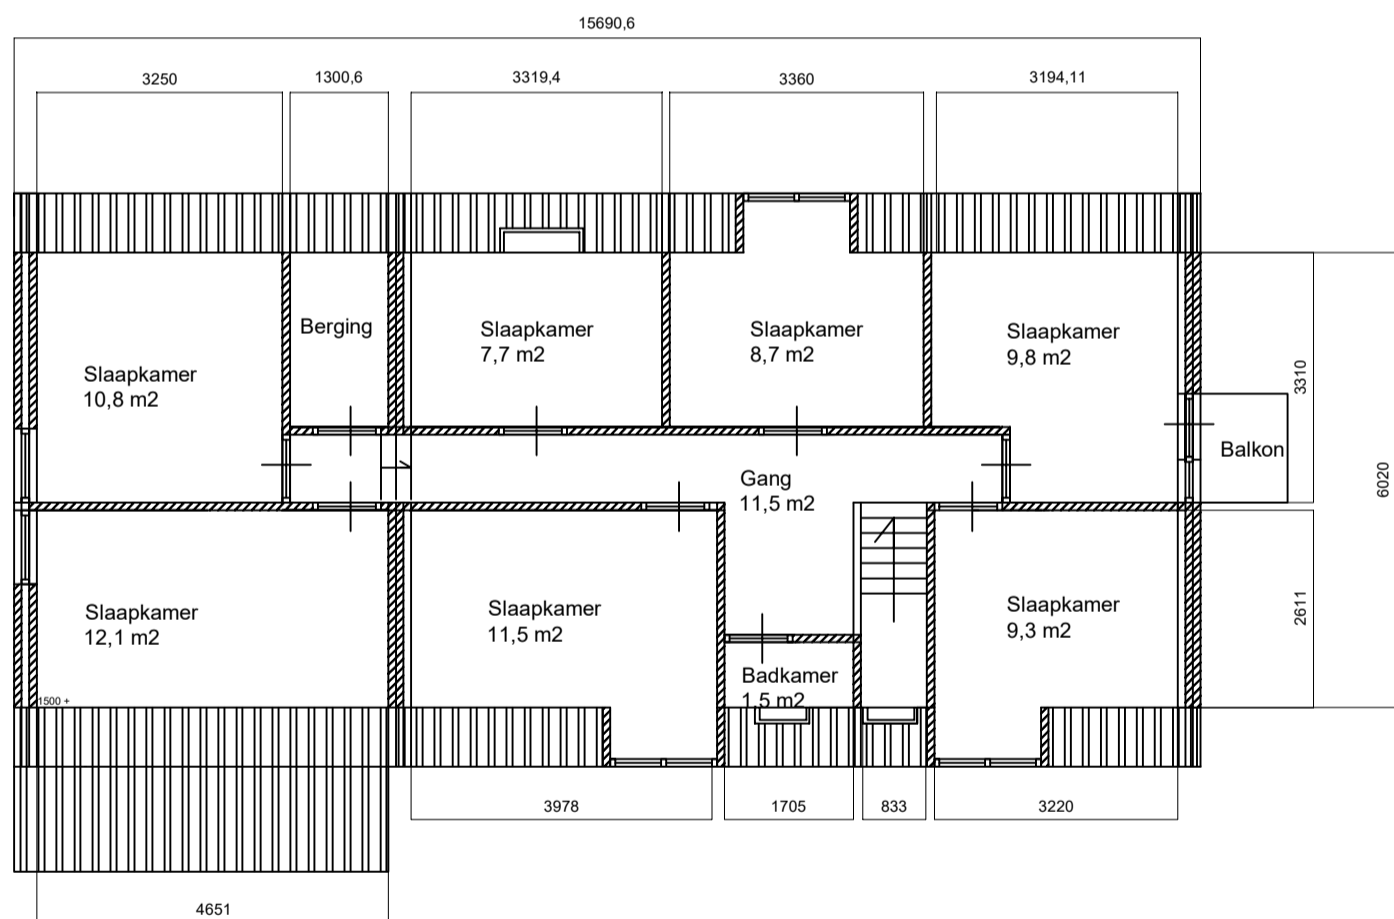 15690,6
3250
1300,6
3319,4
3360
3194,11
Berging
Slaapkamer
7,7 m2
Slaapkamer
8,7 m2
Slaapkamer
9,8 m2
Slaapkamer
10,8 m2
3310
Balkon
6020
Gang
11,5 m2
Slaapkamer
12,1 m2
Slaapkamer
11,5 m2
Slaapkamer
9,3 m2
2611
Badkamer
1,5 m2
1500 +
3978
1705
833
3220
4651